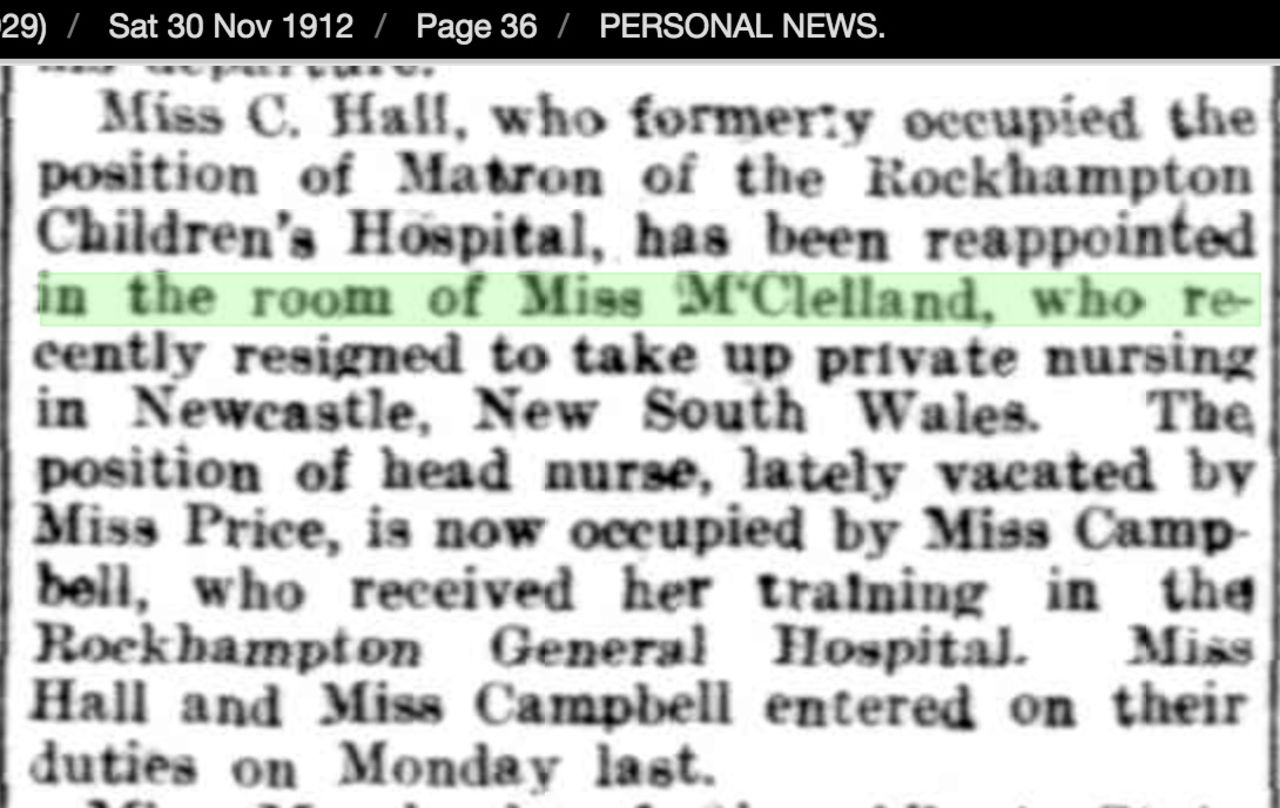 29) / Sat 30 Nov 1912 / Page 36 / PERSONAL NEWS.
his departure.
Miss C. Hall, who formerly occupied the
position of Matron of the Rockhampton
Children's Hospital, has been reappointed
in the room of Miss M‘Clelland, who re-
cently resigned to take up private nursing
in Newcastle, New South Wales. The
position of head nurse, lately vacated by
Miss Price, is now occupied by Miss Camp-
bell, who received her training in the
Rockhampton General Hospital. Miss
Hall and Miss Campbell entered on their
duties on Monday last.